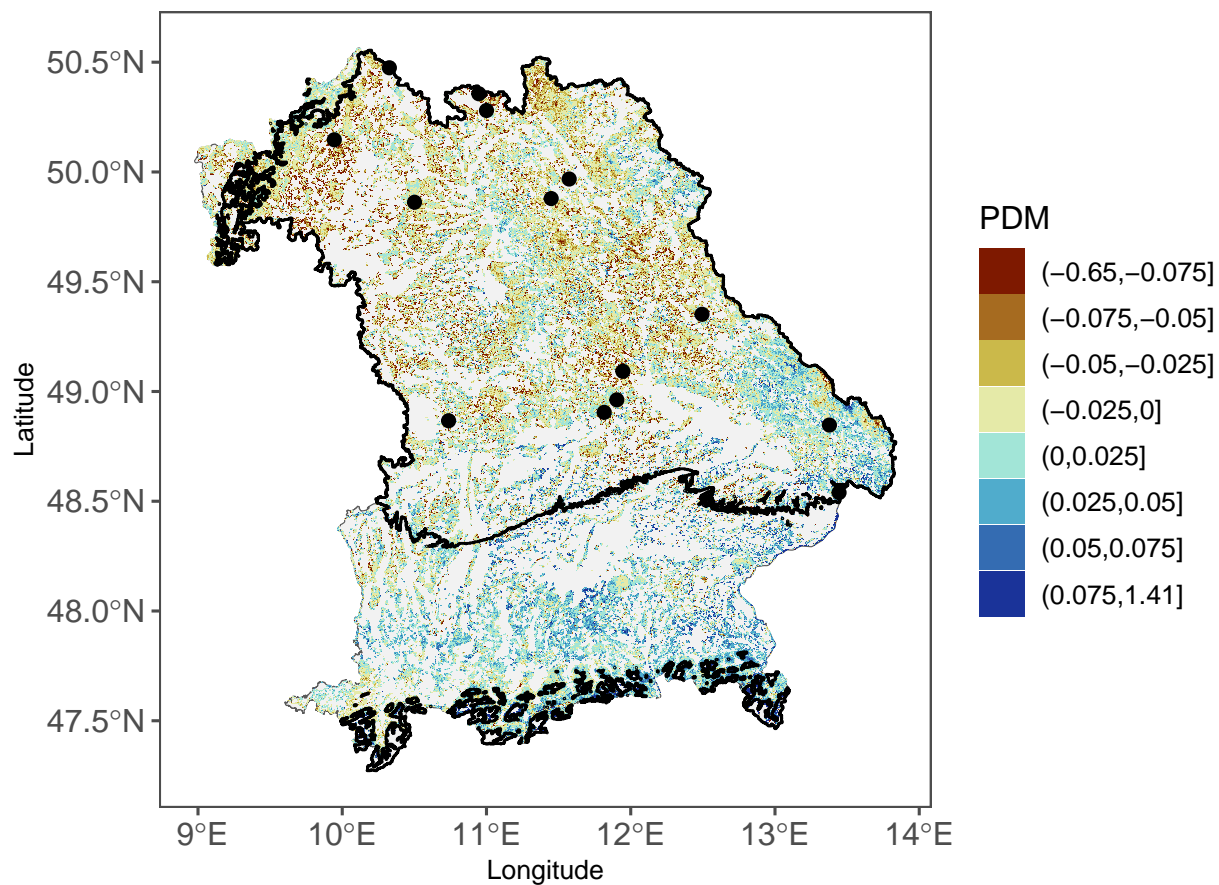 50.5°N
50.0°N
49.5°N
49.0°N
48.5°N
48.0°N
47.5°N
Latitude
9°E 10°E 11°E 12°E 13°E 14°E
Longitude
PDM
(−0.65,−0.075]
(−0.075,−0.05]
(−0.05,−0.025]
(−0.025,0]
(0,0.025]
(0.025,0.05]
(0.05,0.075]
(0.075,1.41]